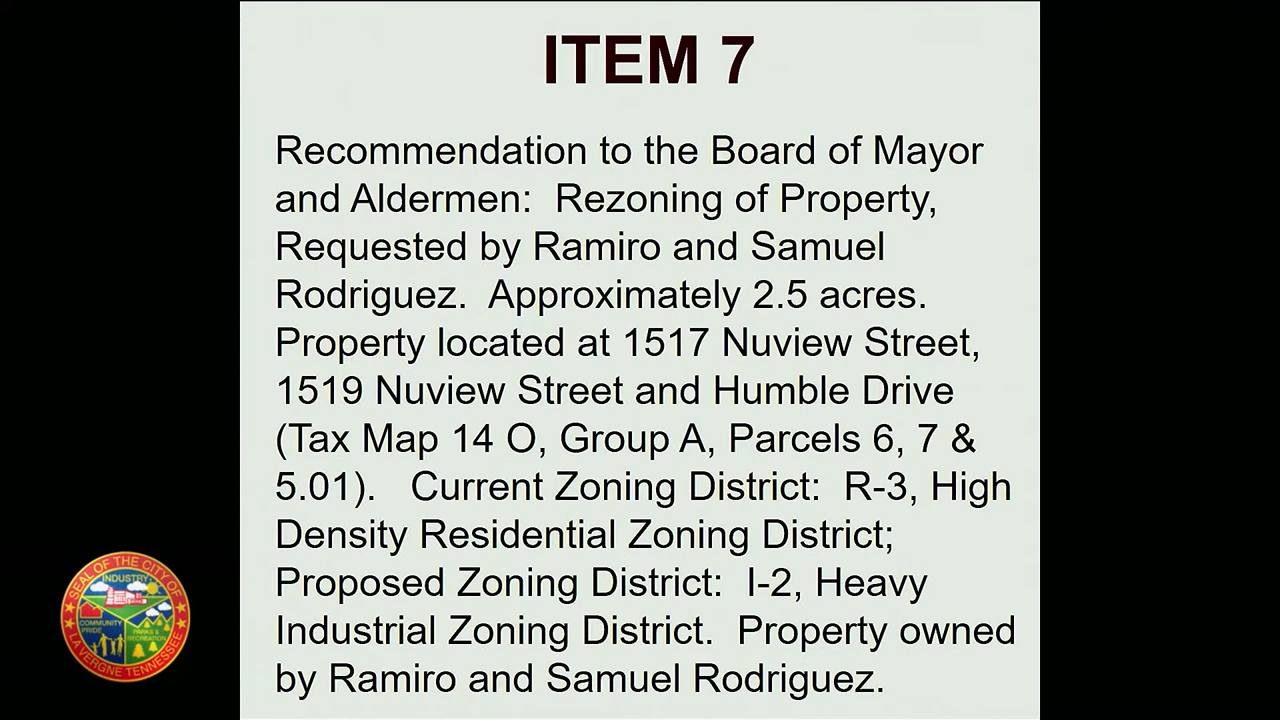 ITEM 7
Recommendation to the Board of Mayor
and Aldermen:  Rezoning of Property,
Requested by Ramiro and Samuel
Rodriguez.  Approximately 2.5 acres.
Property located at 1517 Nuview Street,
1519 Nuview Street and Humble Drive
(Tax Map 14 O, Group A, Parcels 6, 7 &
5.01).   Current Zoning District:  R-3, High
Density Residential Zoning District;
Proposed Zoning District:  I-2, Heavy
Industrial Zoning District.  Property owned
by Ramiro and Samuel Rodriguez.
SEAL OF THE CITY OF
LA VERGNE TENNESSEE
INDUSTRY
COMMUNITY
PRIDE
PARKS &
RECREATION